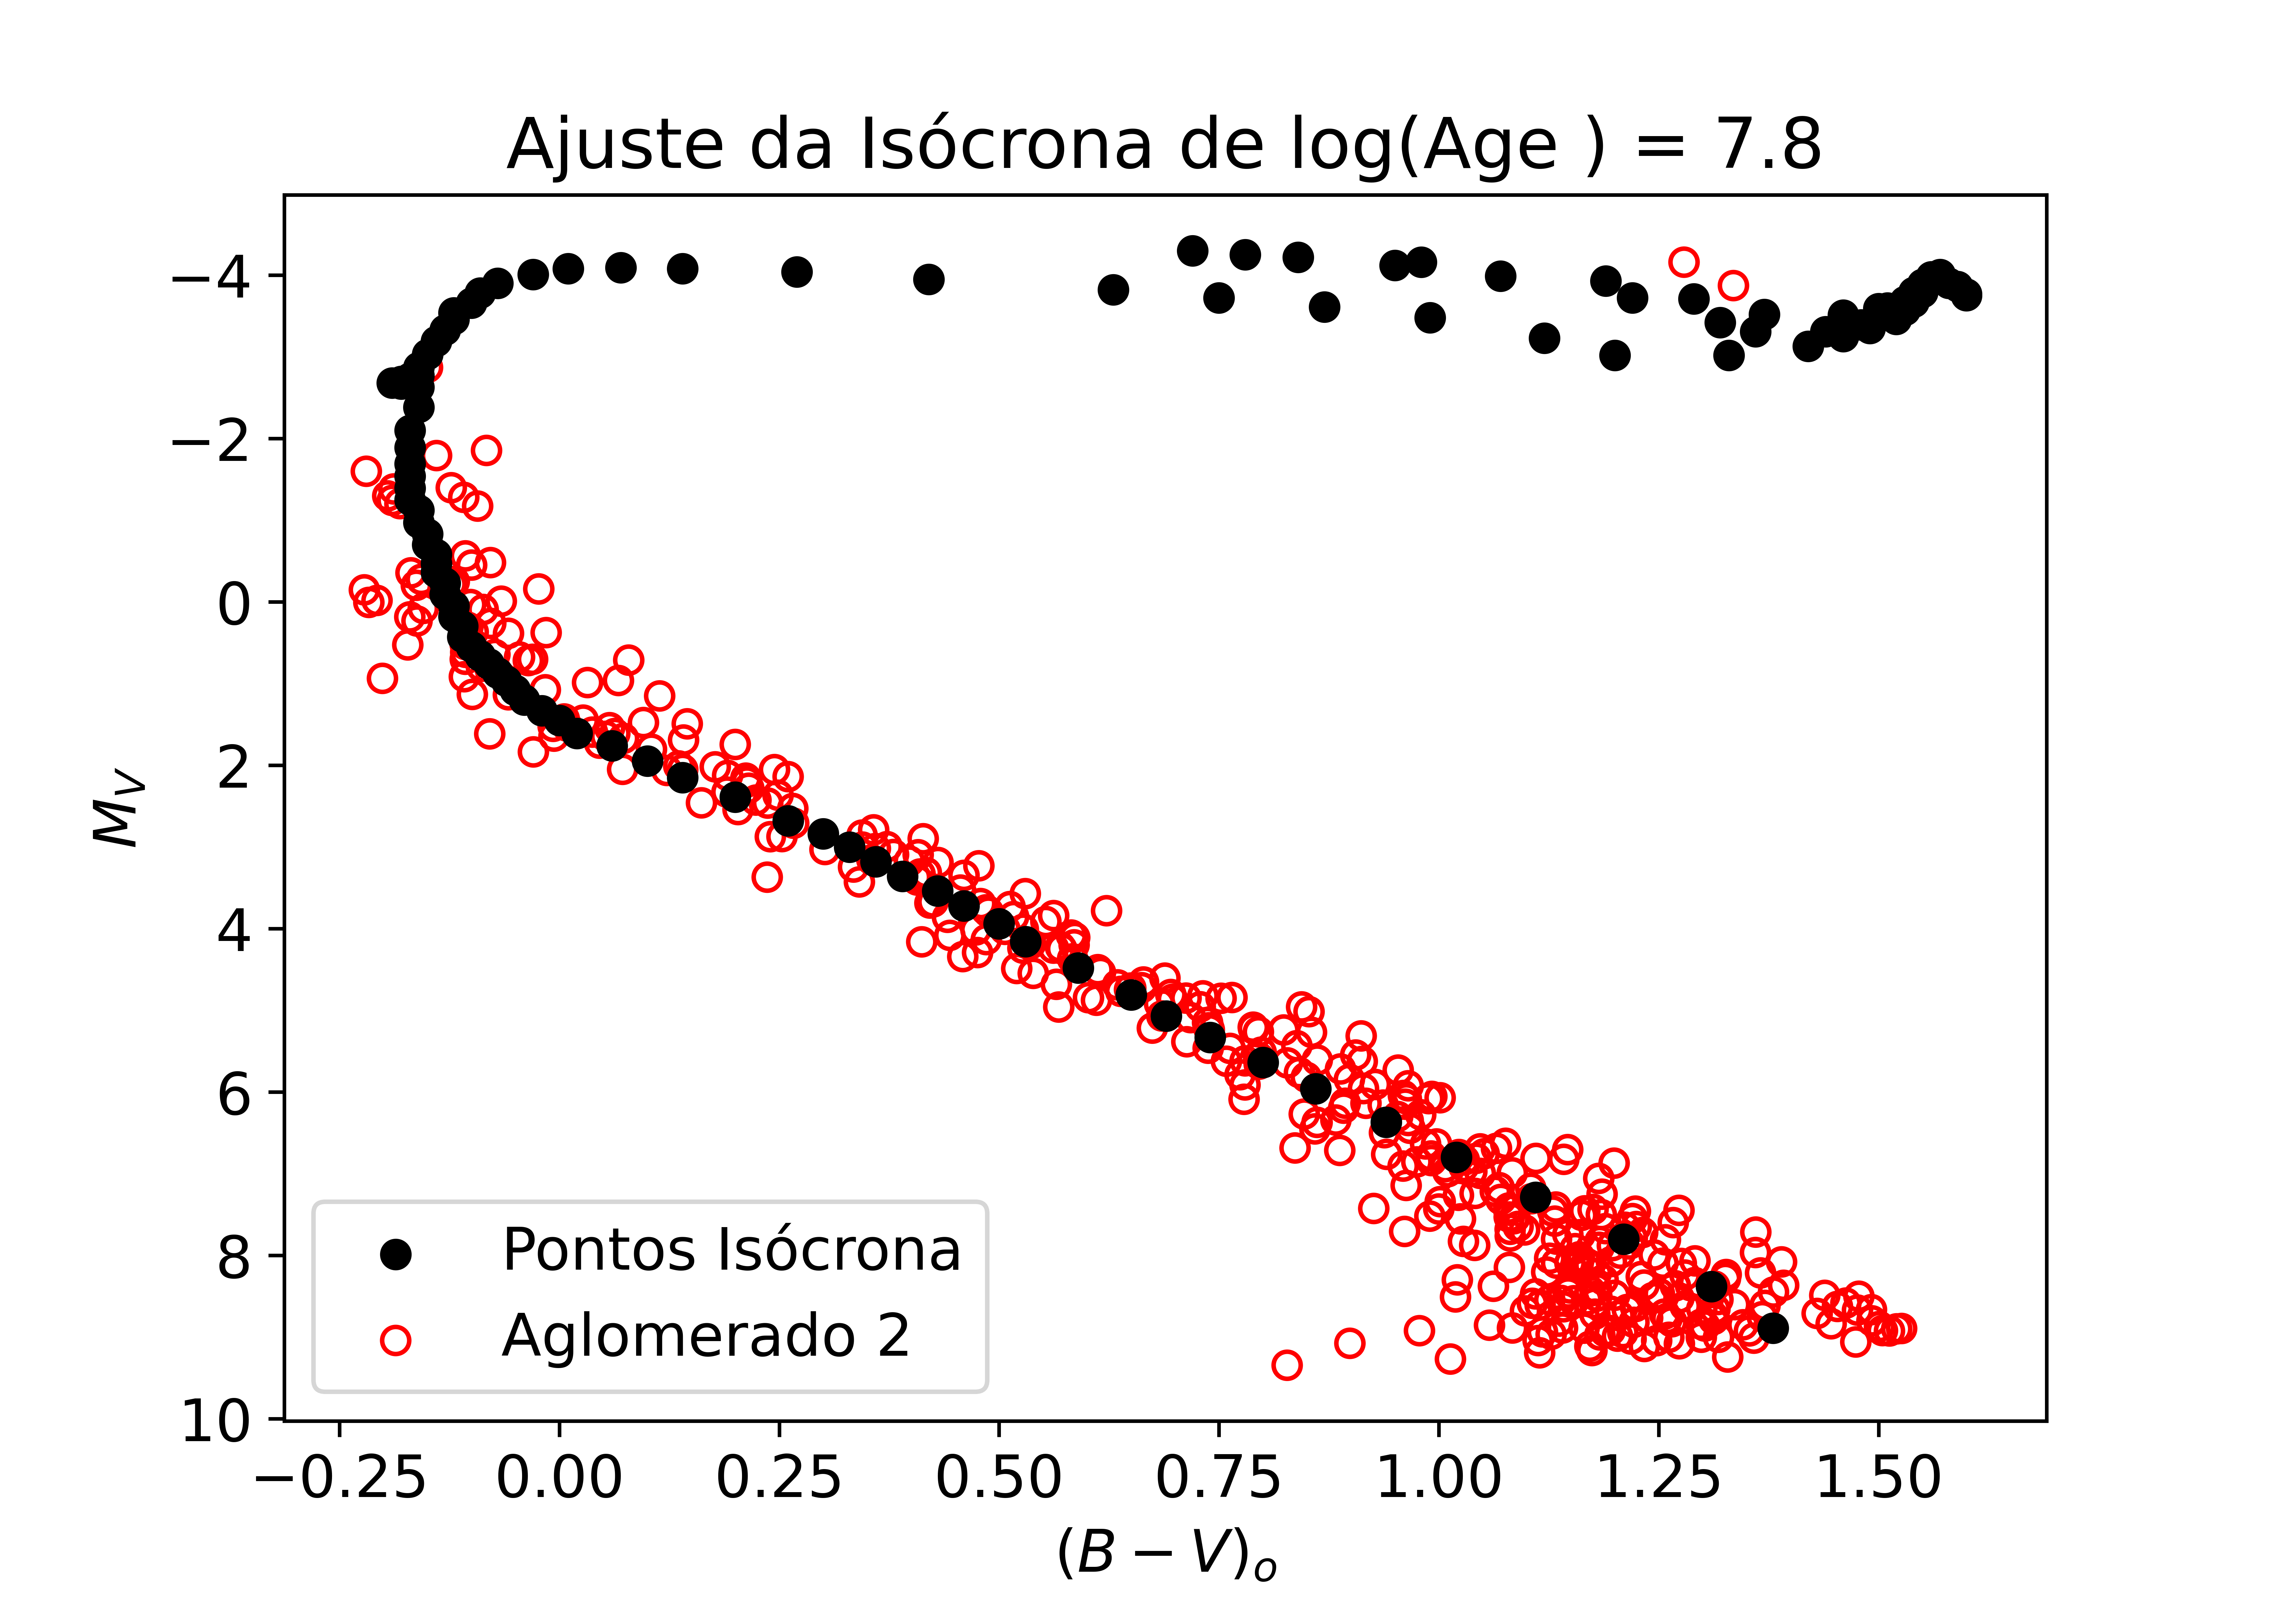 Ajuste da Isócrona de log(Age ) = 7.8
−4
−2
0
2
4
6
8
10
M_V
Pontos Isócrona
Aglomerado 2
−0.25 0.00 0.25 0.50 0.75 1.00 1.25 1.50
(B − V)_o